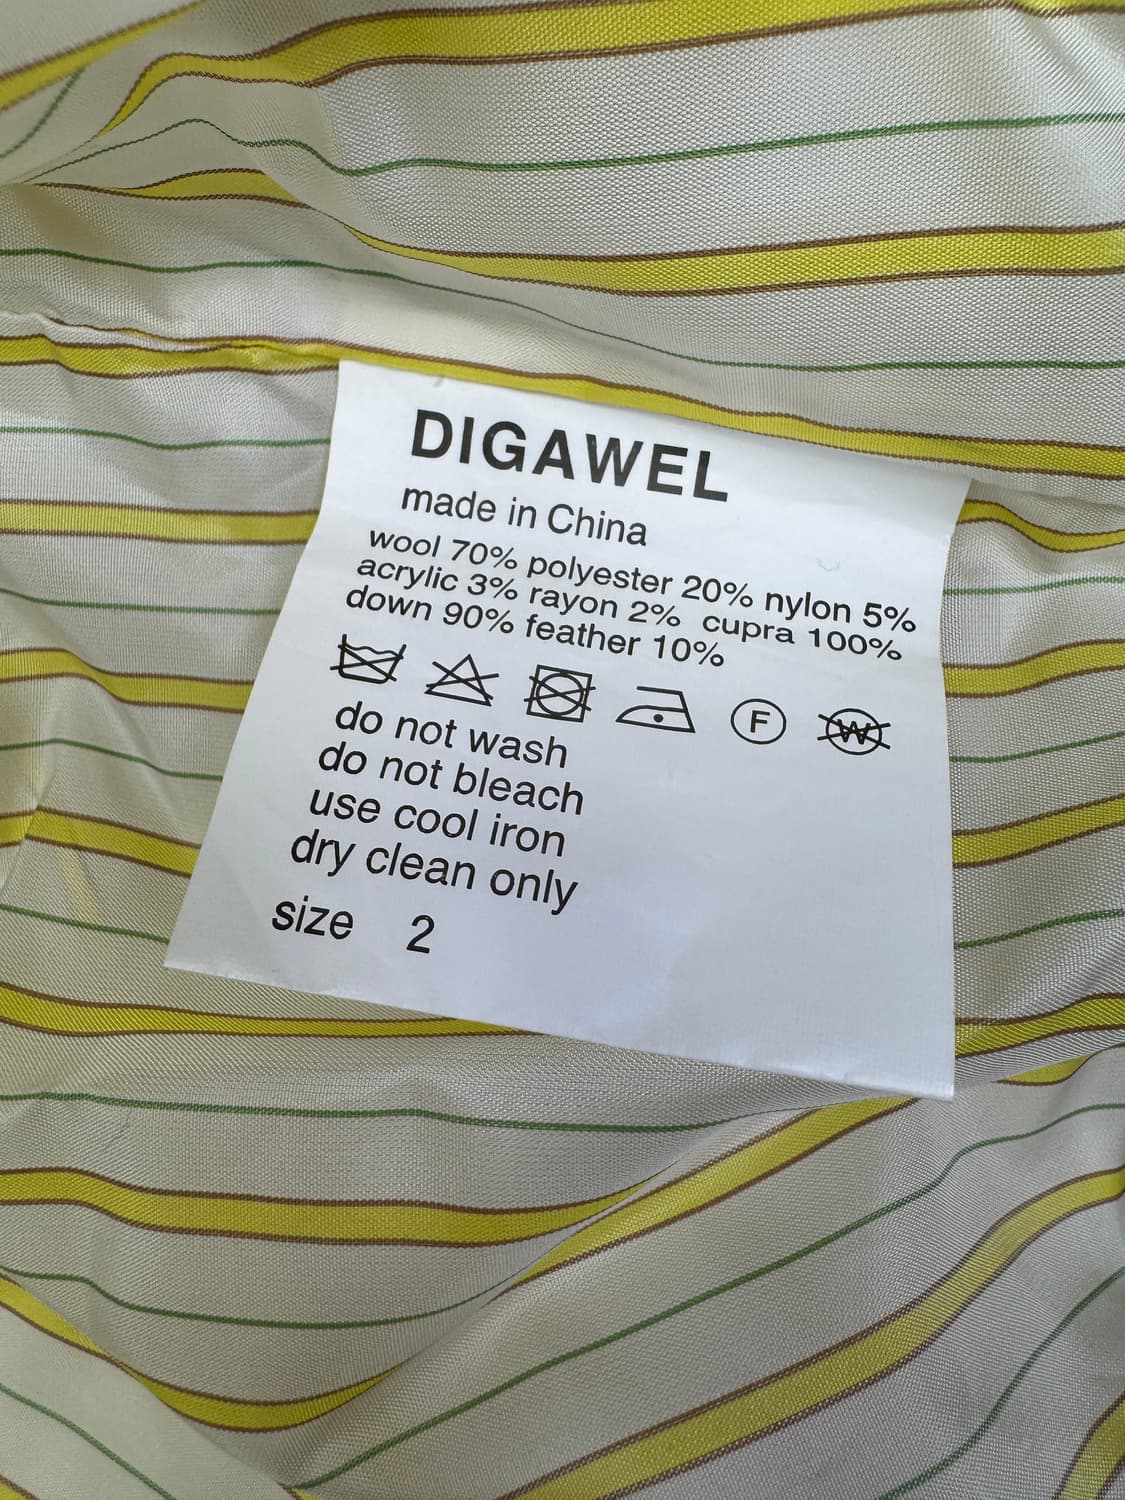 DIGAWEL
made in China
wool 70% polyester 20% nylon 5%
acrylic 3% rayon 2% cupra 100%
down 90% feather 10%
F W
do not wash
do not bleach
use cool iron
dry clean only
size 2